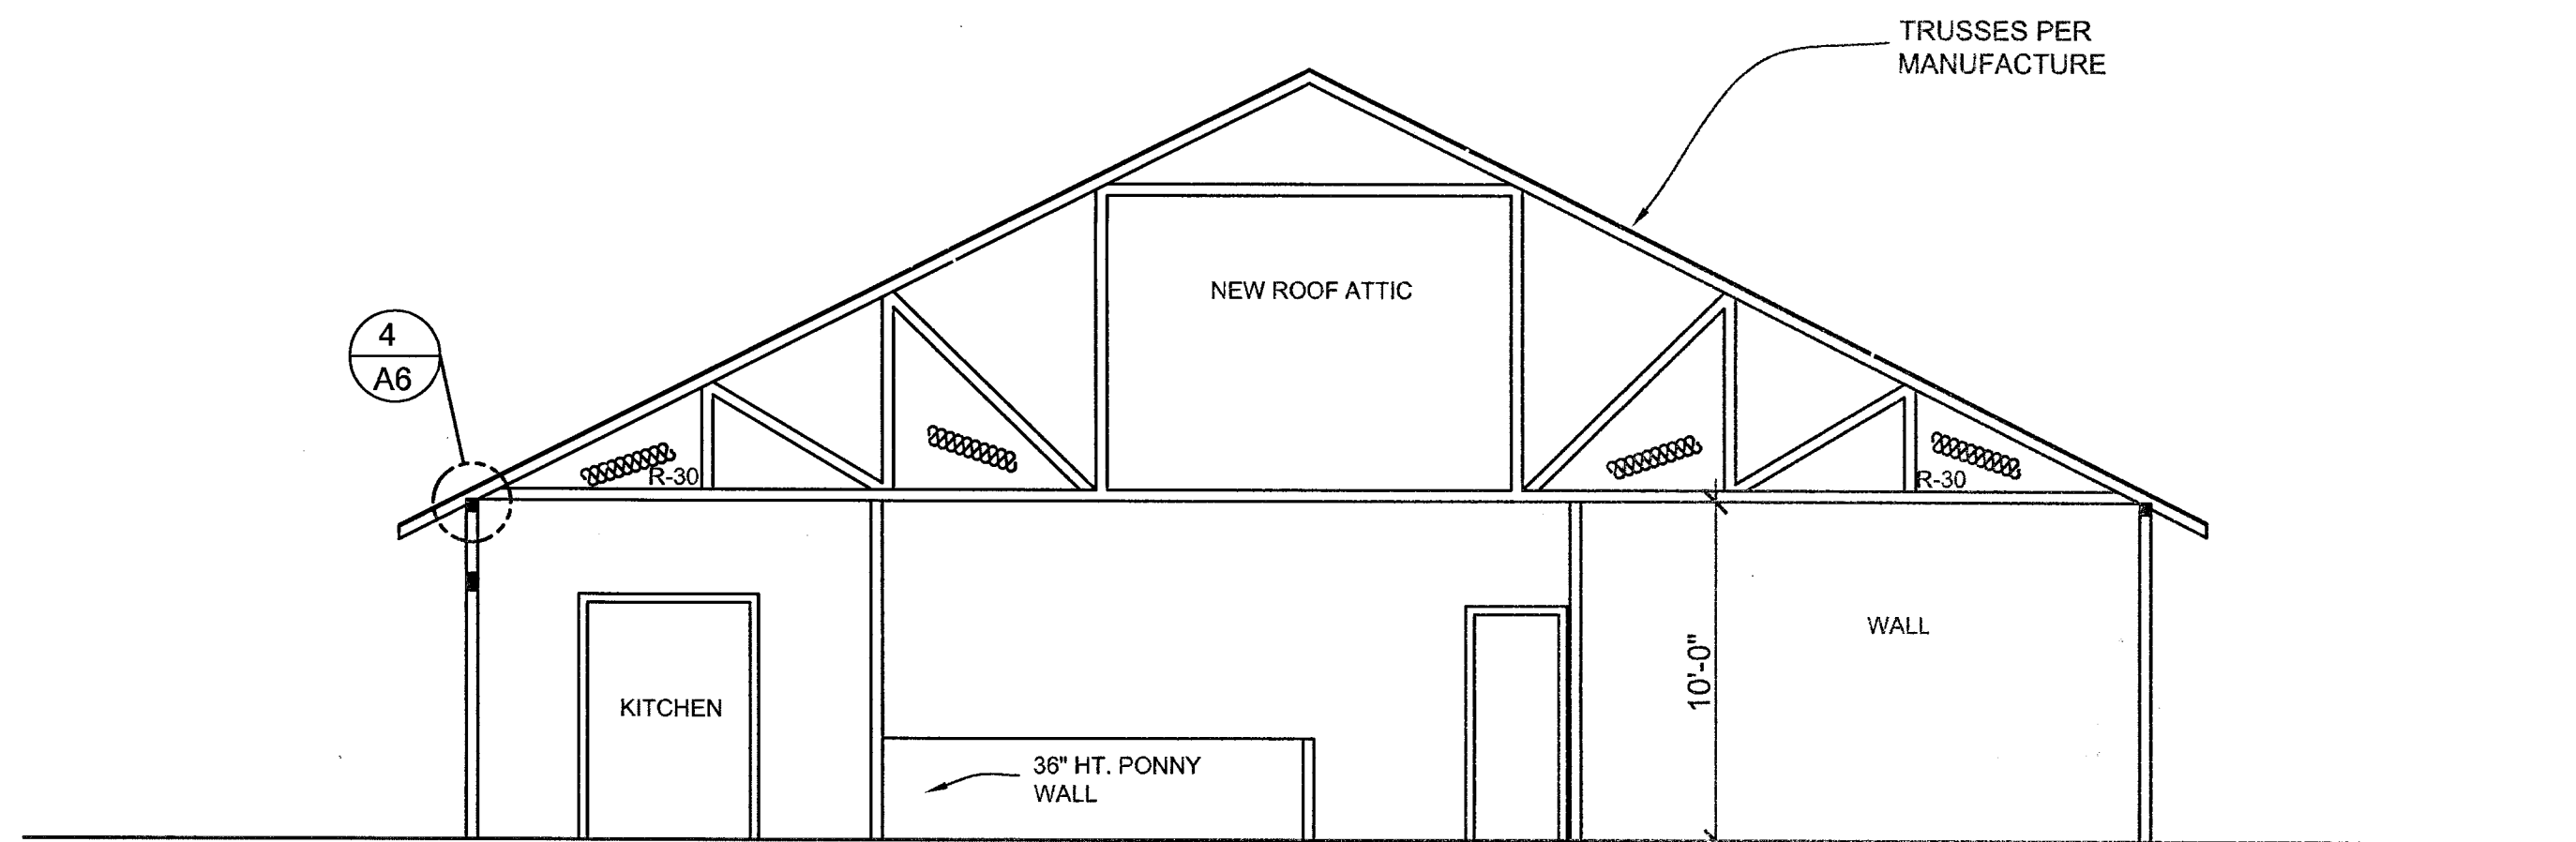 TRUSSES PER
MANUFACTURE
NEW ROOF ATTIC
4
A6
R-30
R-30
10'-0"
WALL
KITCHEN
36" HT. PONNY
WALL